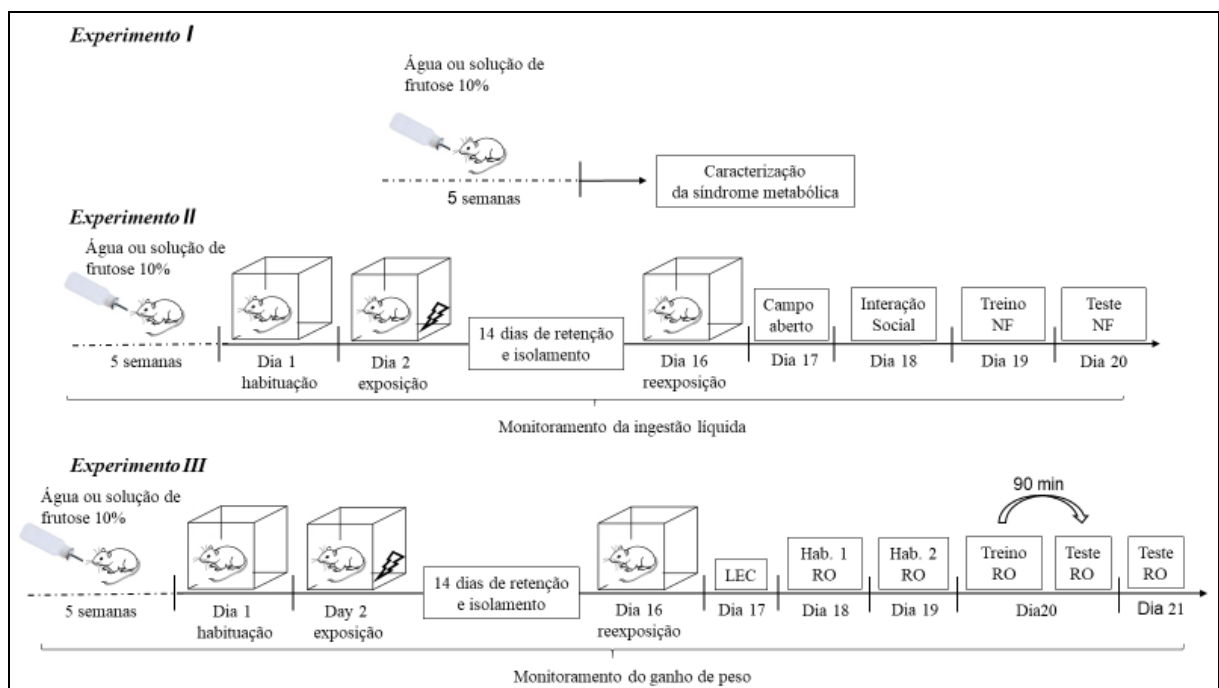 Experimento I
Água ou solução de
frutose 10%
5 semanas
Caracterização
da síndrome metabólica
Experimento II
Água ou solução de
frutose 10%
5 semanas
Dia 1
habituação
Dia 2
exposição
14 dias de retenção
e isolamento
Dia 16
reexposição
Campo
aberto
Dia 17
Interação
Social
Dia 18
Treino
NF
Dia 19
Teste
NF
Dia 20
Monitoramento da ingestão líquida
Experimento III
Água ou solução de
frutose 10%
5 semanas
Dia 1
habituação
Day 2
exposição
14 dias de retenção
e isolamento
Dia 16
reexposição
LEC
Dia 17
Hab. 1
RO
Dia 18
Hab. 2
RO
Dia 19
90 min
Treino
RO
Teste
RO
Dia20
Teste
RO
Dia 21
Monitoramento do ganho de peso